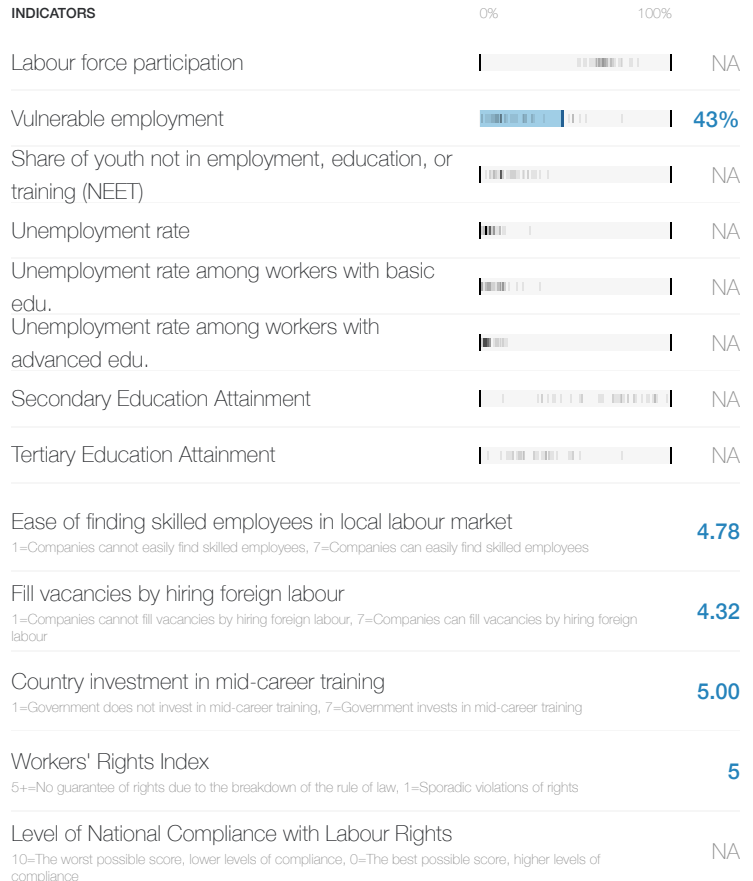 INDICATORS 0% 100%
Labour force participation NA
Vulnerable employment 43%
Share of youth not in employment, education, or
training (NEET) NA
Unemployment rate NA
Unemployment rate among workers with basic
edu. NA
Unemployment rate among workers with
advanced edu. NA
Secondary Education Attainment NA
Tertiary Education Attainment NA
Ease of finding skilled employees in local labour market 4.78
1=Companies cannot easily find skilled employees, 7=Companies can easily find skilled employees
Fill vacancies by hiring foreign labour 4.32
1=Companies cannot fill vacancies by hiring foreign labour, 7=Companies can fill vacancies by hiring foreign
labour
Country investment in mid-career training 5.00
1=Government does not invest in mid-career training, 7=Government invests in mid-career training
Workers' Rights Index 5
5+=No guarantee of rights due to the breakdown of the rule of law, 1=Sporadic violations of rights
Level of National Compliance with Labour Rights NA
10=The worst possible score, lower levels of compliance, 0=The best possible score, higher levels of
compliance